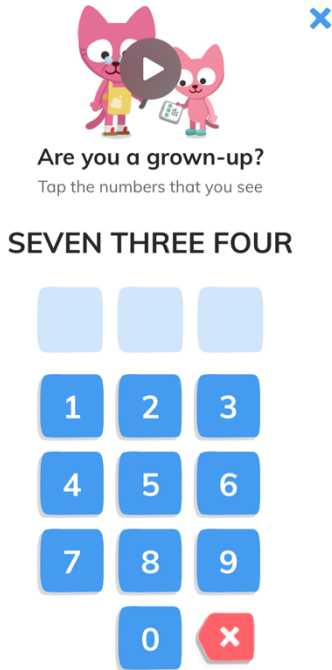 Are you a grown-up?
Tap the numbers that you see
SEVEN THREE FOUR
1 2 3
4 5 6
7 8 9
0